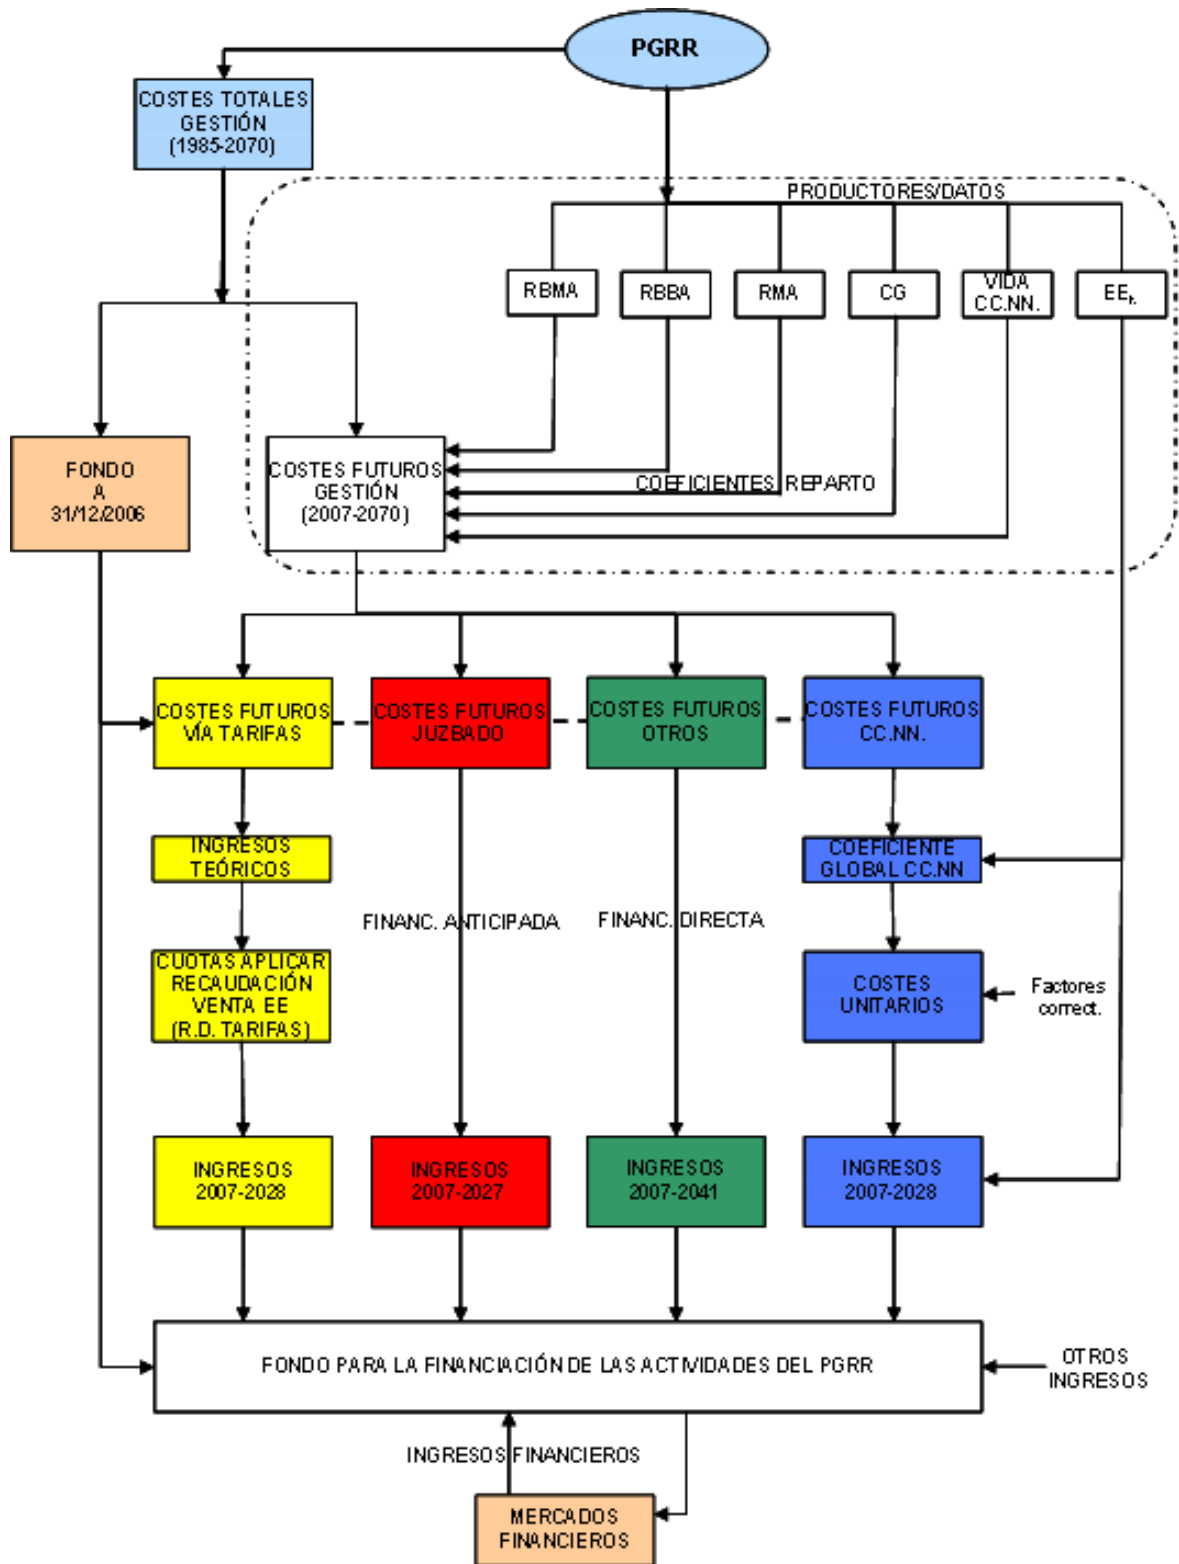 PGRR
COSTES TOTALES
GESTIÓN
(1985-2070)
PRODUCTORES/DATOS
RBMA
RBBA
RMA
CG
VIDA
CC.NN.
EE
FONDO
A
31/12/2006
COSTES FUTUROS
GESTIÓN
(2007-2070)
COEFICIENTES REPARTO
COSTES FUTUROS
VÍA TARIFAS
COSTES FUTUROS
JUZBADO
COSTES FUTUROS
OTROS
COSTES FUTUROS
CC.NN.
INGRESOS
TEÓRICOS
COEFICIENTE
GLOBAL CC.NN
FINANC. ANTICIPADA
FINANC. DIRECTA
CUOTAS APLICAR
RECAUDACIÓN
VENTA EE
(R.D. TARIFAS)
COSTES
UNITARIOS
Factores
correct.
INGRESOS
2007-2028
INGRESOS
2007-2027
INGRESOS
2007-2041
INGRESOS
2007-2028
FONDO PARA LA FINANCIACIÓN DE LAS ACTIVIDADES DEL PGRR
OTROS
INGRESOS
INGRESOS FINANCIEROS
MERCADOS
FINANCIEROS